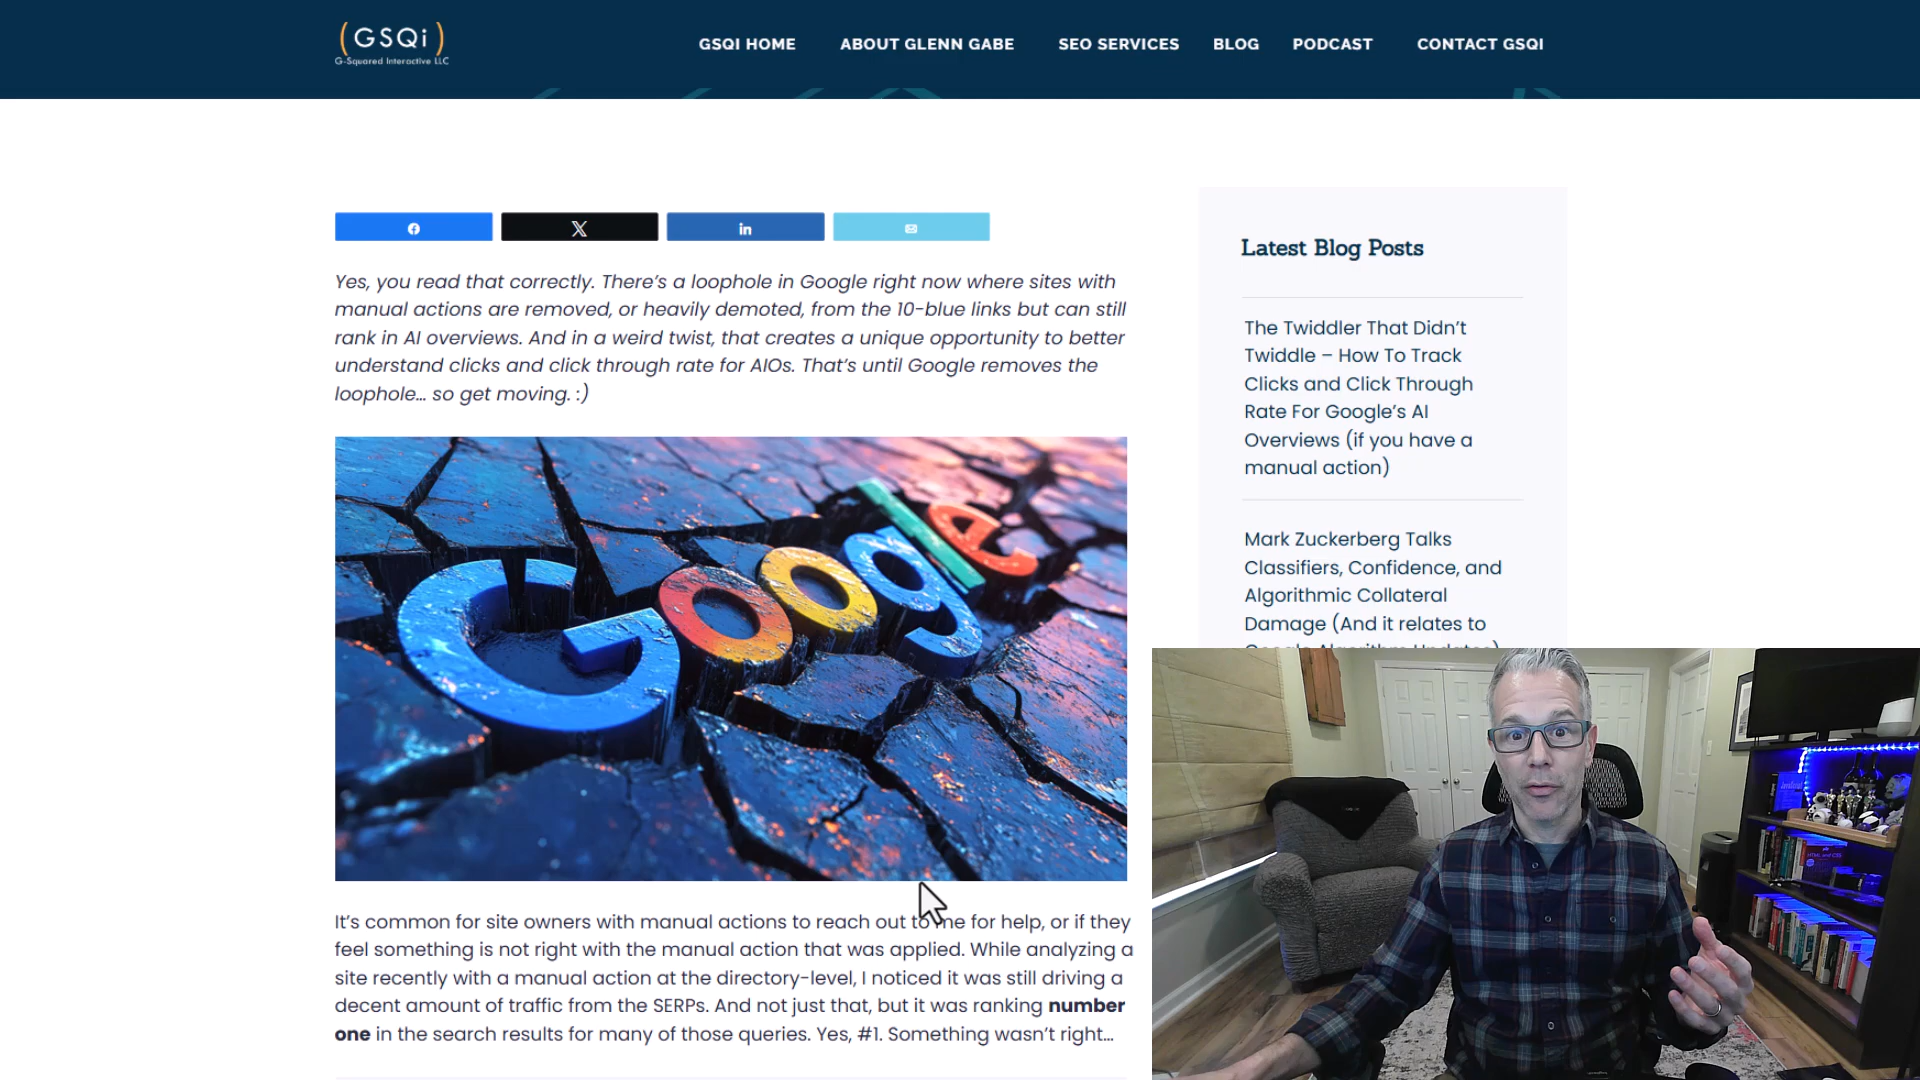 (GSQi)
G-Squared Interactive LLC
GSQI HOME
ABOUT GLENN GABE
SEO SERVICES
BLOG
PODCAST
CONTACT GSQI
Yes, you read that correctly. There's a loophole in Google right now where sites with
manual actions are removed, or heavily demoted, from the 10-blue links but can still
rank in AI overviews. And in a weird twist, that creates a unique opportunity to better
understand clicks and click through rate for AIOs. That's until Google removes the
loophole... so get moving. :)
Google
It's common for site owners with manual actions to reach out to me for help, or if they
feel something is not right with the manual action that was applied. While analyzing a
site recently with a manual action at the directory-level, I noticed it was still driving a
decent amount of traffic from the SERPs. And not just that, but it was ranking number
one in the search results for many of those queries. Yes, #1. Something wasn't right...
Latest Blog Posts
The Twiddler That Didn't
Twiddle – How To Track
Clicks and Click Through
Rate For Google's AI
Overviews (if you have a
manual action)
Mark Zuckerberg Talks
Classifiers, Confidence, and
Algorithmic Collateral
Damage (And it relates to
Google Algorithm Updates)